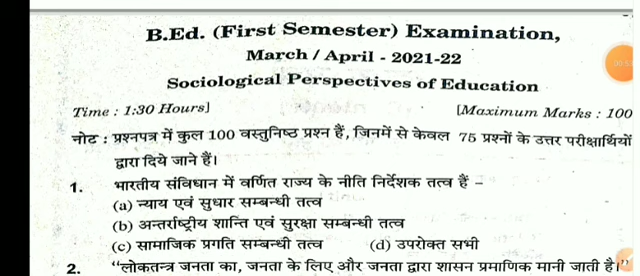 B.Ed. (First Semester) Examination,
March / April - 2021-22
Sociological Perspectives of Education
Time : 1:30 Hours] [Maximum Marks : 100
नोट : प्रश्नपत्र में कुल 100 वस्तुनिष्ठ प्रश्न हैं, जिनमें से केवल 75 प्रश्नों के उत्तर परीक्षार्थियों
द्वारा दिये जाने हैं।
1. भारतीय संविधान में वर्णित राज्य के नीति निर्देशक तत्व हैं –
(a) न्याय एवं सुधार सम्बन्धी तत्व
(b) अन्तर्राष्ट्रीय शान्ति एवं सुरक्षा सम्बन्धी तत्व
(c) सामाजिक प्रगति सम्बन्धी तत्व (d) उपरोक्त सभी
2. “लोकतन्त्र जनता का, जनता के लिए और जनता द्वारा शासन प्रमाणिक मानी जाती है।”